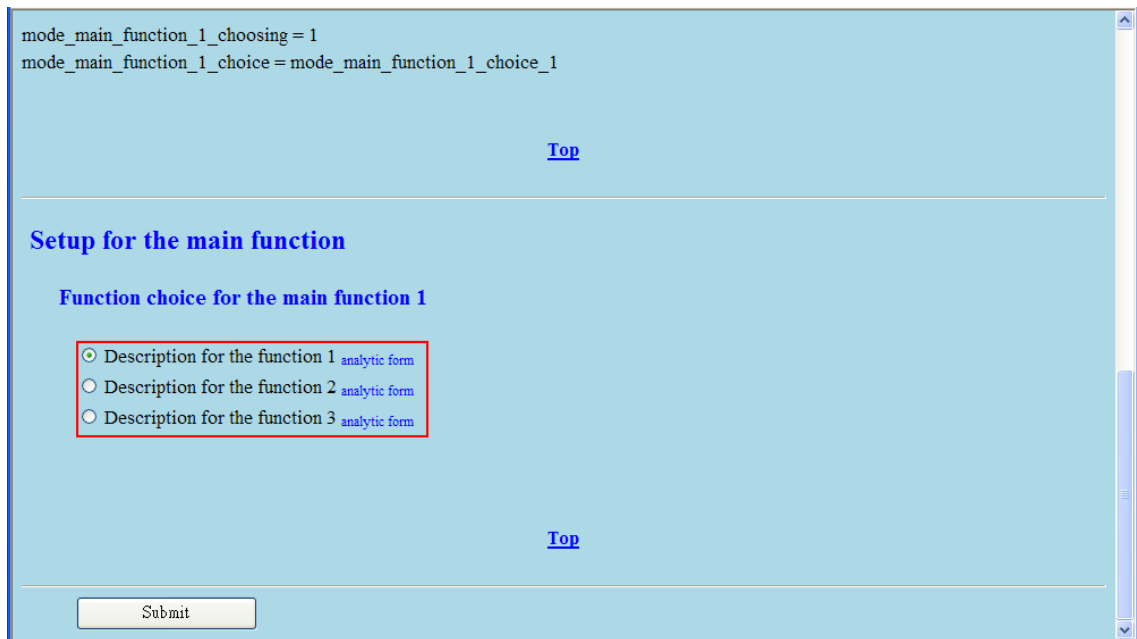 mode_main_function_1_choosing = 1
mode_main_function_1_choice = mode_main_function_1_choice_1
Top
Setup for the main function
Function choice for the main function 1
Description for the function 1 analytic form
Description for the function 2 analytic form
Description for the function 3 analytic form
Top
Submit